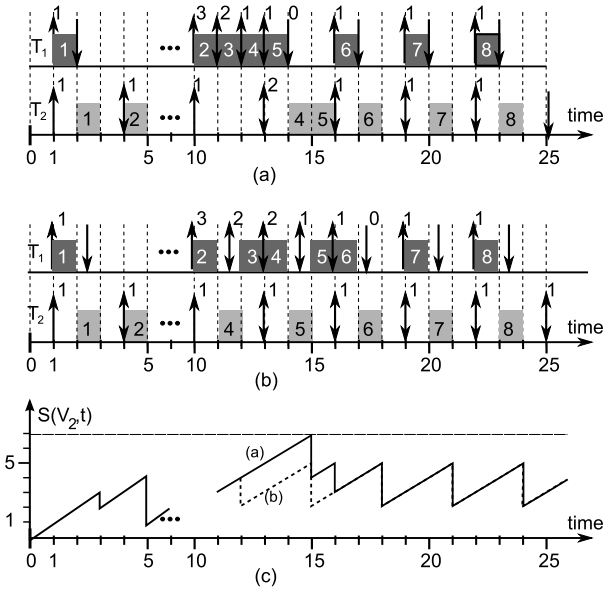 1 3 2 1 1 0 1 1 1
T1 1 ••• 2 3 4 5 6 7 8
1 1 1 2 1 1 1
T2 1 2 ••• 4 5 6 7 8 time
0 1 5 10 15 20 25
(a)
1 3 2 2 1 1 0 1 1
T1 1 ••• 2 3 4 5 6 7 8
1 1 1 1 1 1 1 1 1
T2 1 2 ••• 4 5 6 7 8 time
0 1 5 10 15 20 25
(b)
S(V2,t)
(a)
5
(b)
1 ••• time
0 1 5 10 15 20 25
(c)